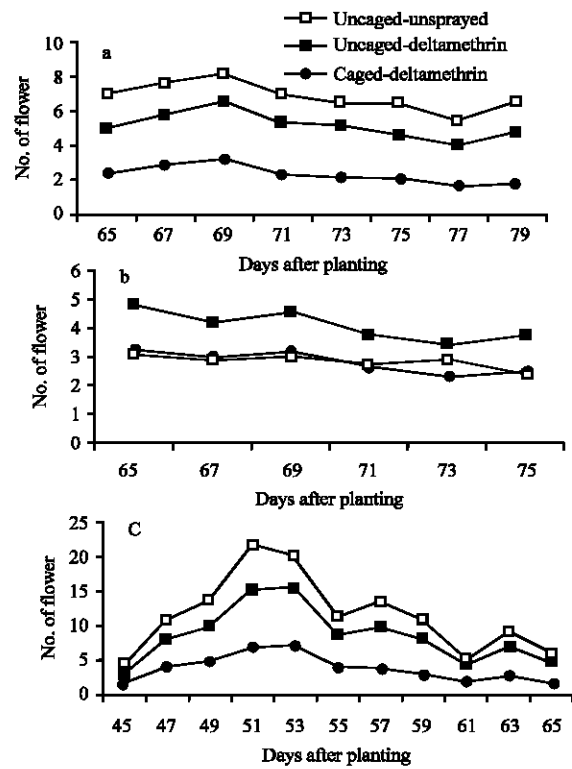 Uncaged-unsprayed
Uncaged-deltamethrin
Caged-deltamethrin
a
10
8
6
4
2
0
No. of flower
65 67 69 71 73 75 77 79
Days after planting
b
6
5
4
3
2
1
0
No. of flower
65 67 69 71 73 75
Days after planting
C
25
20
15
10
5
0
No. of flower
45 47 49 51 53 55 57 59 61 63 65
Days after planting